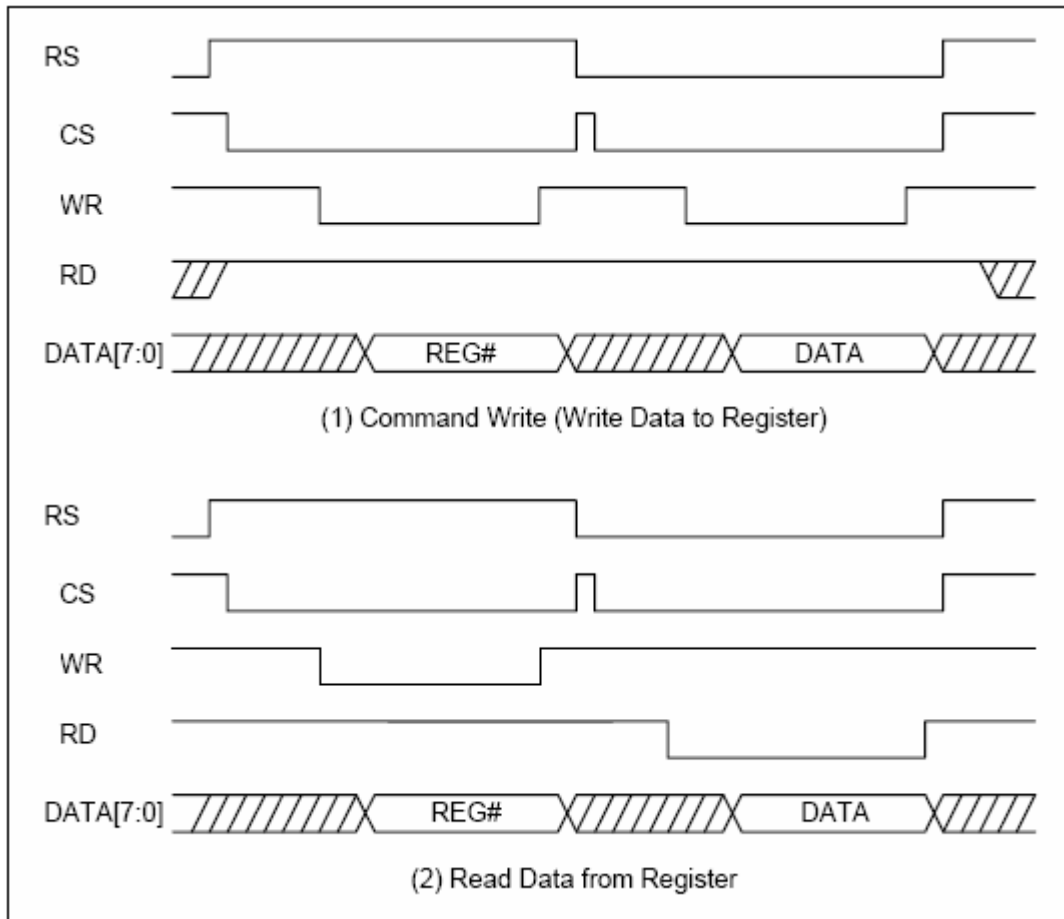 RS
CS
WR
RD
DATA[7:0] REG# DATA
(1) Command Write (Write Data to Register)
RS
CS
WR
RD
DATA[7:0] REG# DATA
(2) Read Data from Register